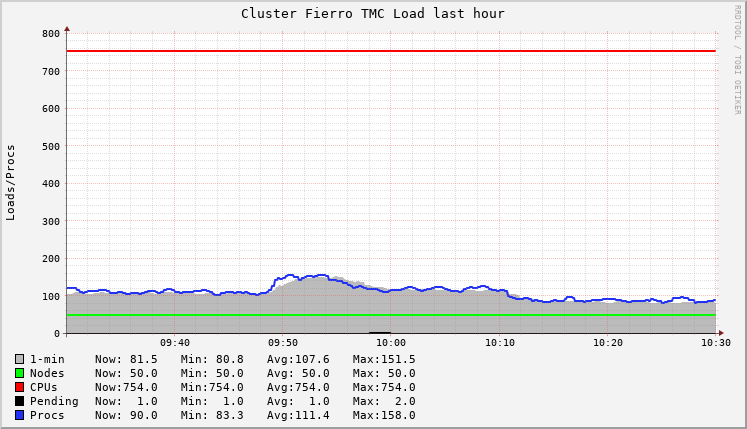 Cluster Fierro TMC Load last hour
RRDTOOL / TOBI OETIKER
Loads/Procs
800
700
600
500
400
300
200
100
0
09:40 09:50 10:00 10:10 10:20 10:30
1-min Now: 81.5 Min: 80.8 Avg:107.6 Max:151.5
Nodes Now: 50.0 Min: 50.0 Avg: 50.0 Max: 50.0
CPUs Now:754.0 Min:754.0 Avg:754.0 Max:754.0
Pending Now: 1.0 Min: 1.0 Avg: 1.0 Max: 2.0
Procs Now: 90.0 Min: 83.3 Avg:111.4 Max:158.0